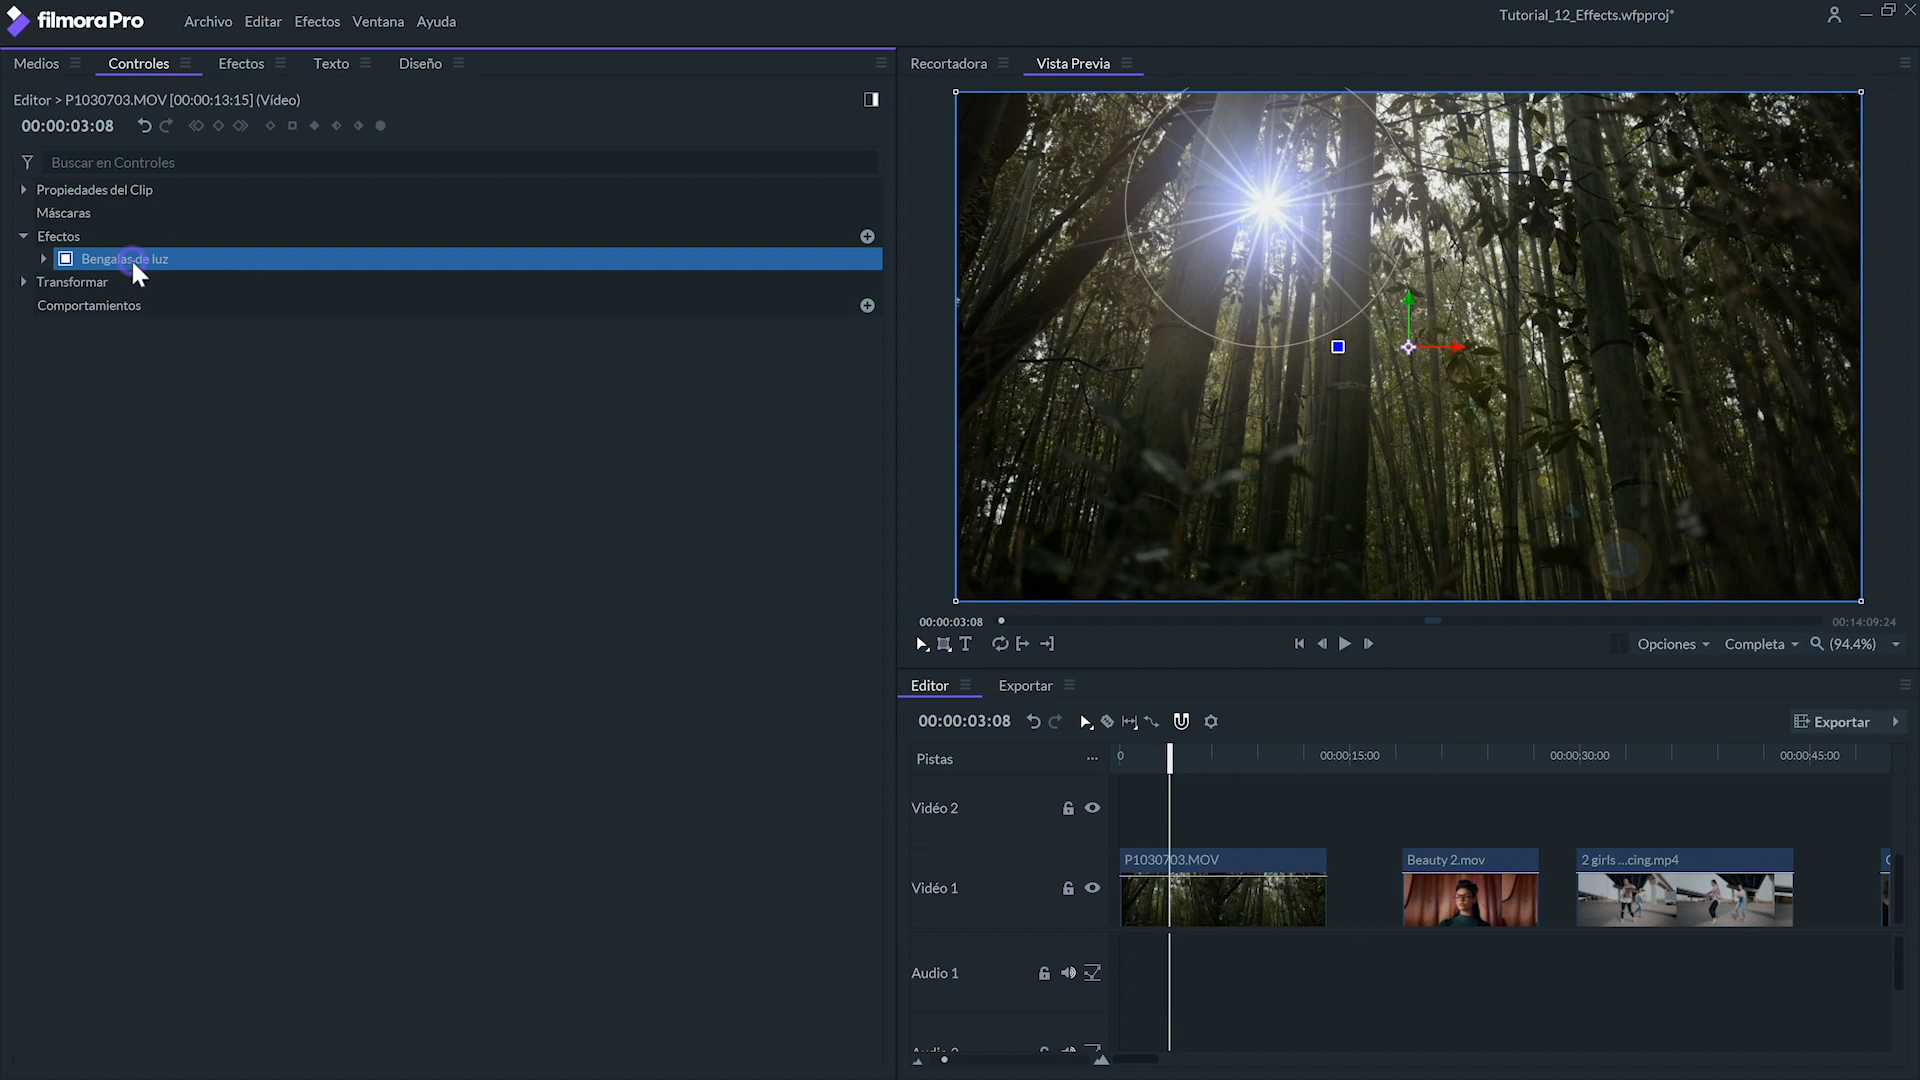 filmoraPro
Archivo Editar Efectos Ventana Ayuda
Tutorial_12_Effects.wfpproj*
Medios Controles Efectos Texto Diseño
Recortadora Vista Previa
Editor > P1030703.MOV [00:00:13:15] (Vídeo)
00:00:03:08
Buscar en Controles
Propiedades del Clip
Máscaras
Efectos
Bengalas de luz
Transformar
Comportamientos
00:00:03:08 00:14:09:24
T Opciones Completa (94.4%)
Editor Exportar
00:00:03:08 Exportar
Pistas 0 00:00:15:00 00:00:30:00 00:00:45:00
Vidéo 2
P1030703.MOV Beauty 2.mov 2 girls ...cing.mp4
Vidéo 1
Audio 1